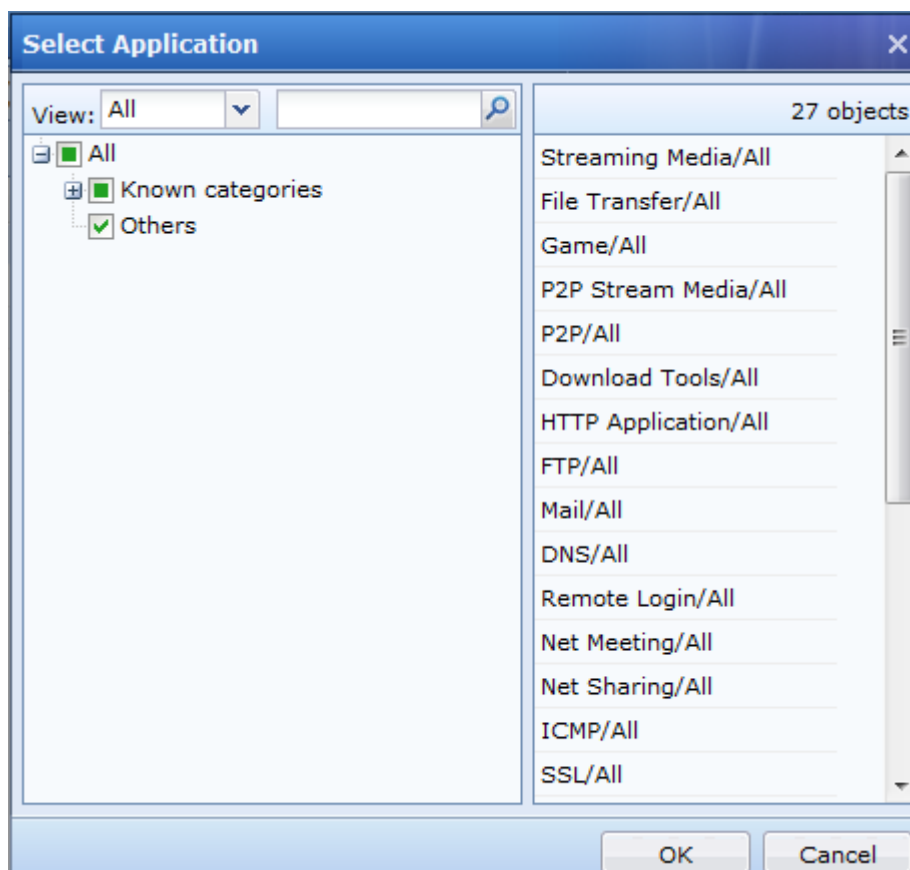 Select Application
View: All
27 objects
All
Known categories
Others
Streaming Media/All
File Transfer/All
Game/All
P2P Stream Media/All
P2P/All
Download Tools/All
HTTP Application/All
FTP/All
Mail/All
DNS/All
Remote Login/All
Net Meeting/All
Net Sharing/All
ICMP/All
SSL/All
OK Cancel